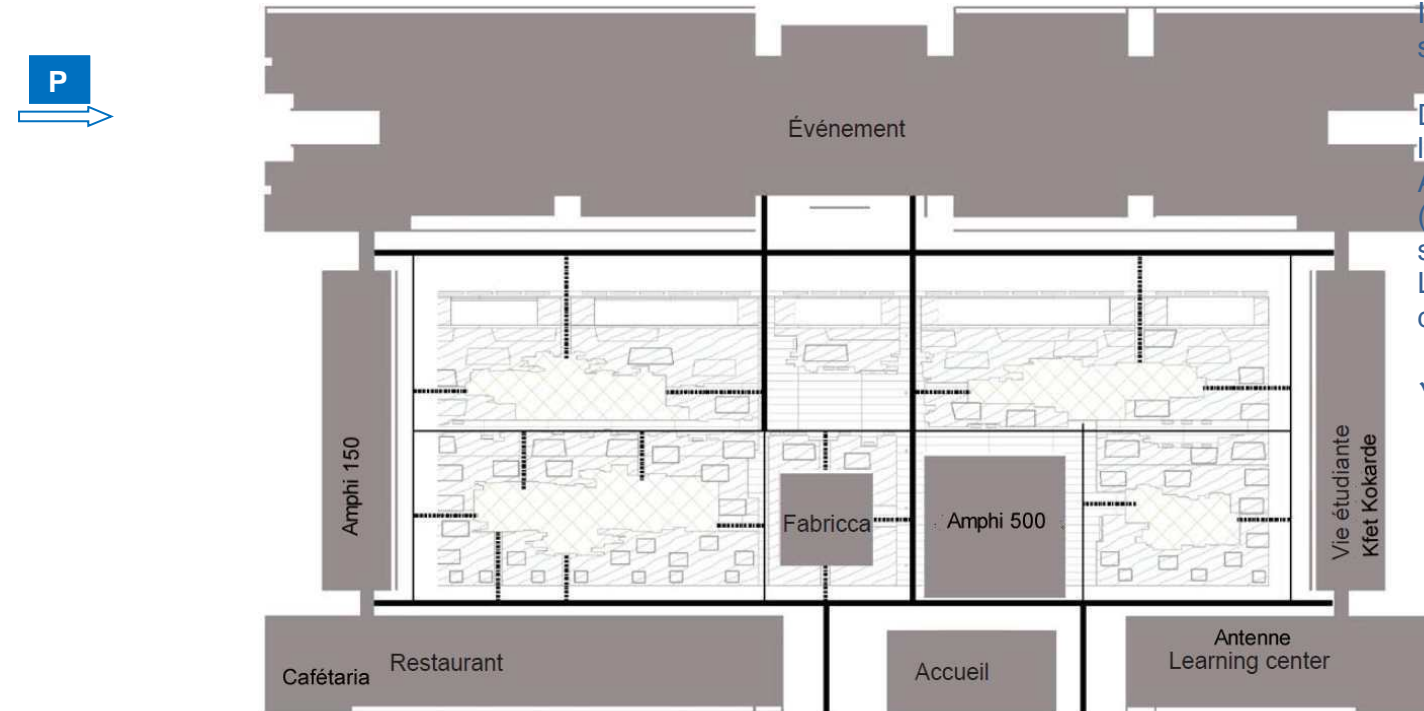 P
Événement
Amphi 150
Vie étudiante
Kfet Kokarde
Fabricca
Amphi 500
Restaurant
Cafétaria
Accueil
Antenne
Learning center